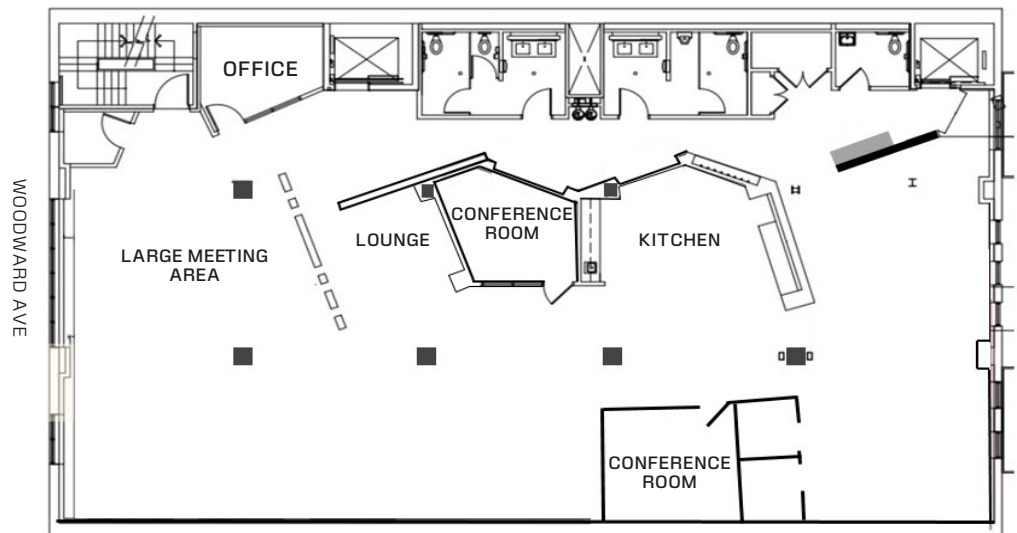 OFFICE
CONFERENCE
ROOM
LOUNGE
KITCHEN
LARGE MEETING
AREA
WOODWARD AVE
CONFERENCE
ROOM